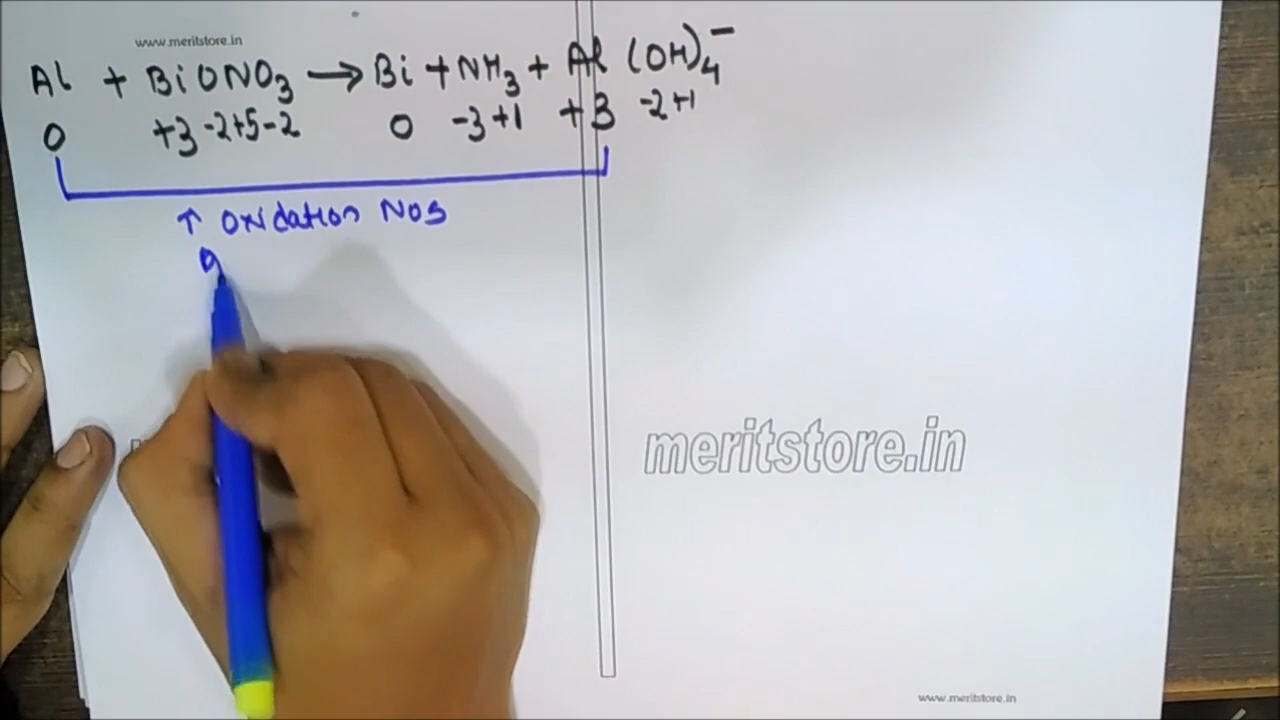 www.meritstore.in
Al + BiONO3 → Bi + NH3 + Al (OH)4⁻
0 +3 -2+5-2 0 -3+1 +3 -2+1
↑ Oxidation NOS
meritstore.in
www.meritstore.in